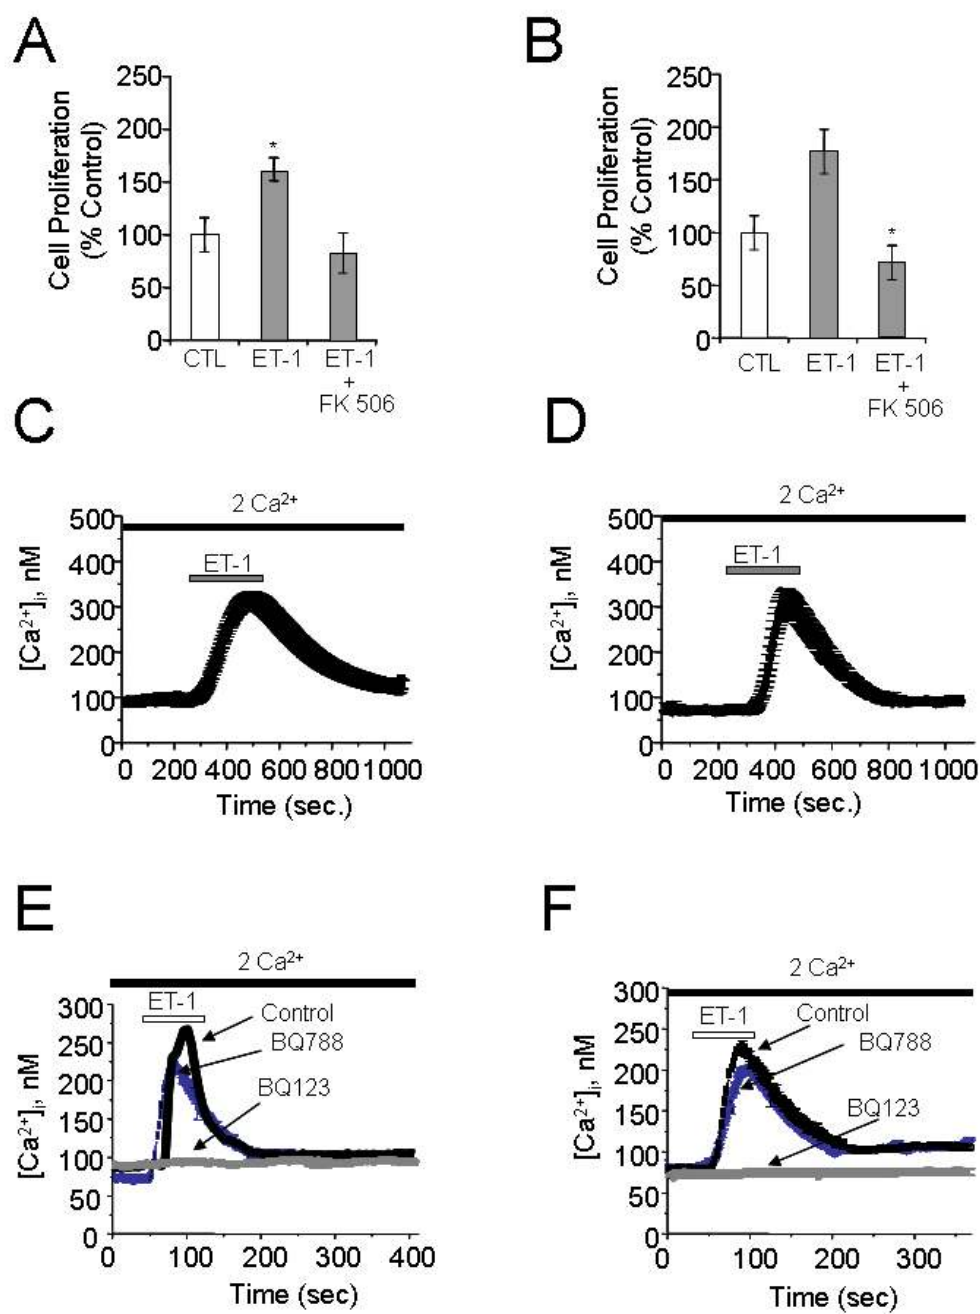 A
B
250
200
150
100
50
0
Cell Proliferation
(% Control)
*
CTL
ET-1
ET-1
+
FK 506
250
200
150
100
50
0
Cell Proliferation
(% Control)
*
CTL
ET-1
ET-1
+
FK 506
C
D
2 Ca²⁺
ET-1
500
400
300
200
100
0
[Ca²⁺]ᵢ, nM
0 200 400 600 800 1000
Time (sec.)
2 Ca²⁺
ET-1
500
400
300
200
100
0
[Ca²⁺]ᵢ, nM
0 200 400 600 800 1000
Time (sec.)
E
F
2 Ca²⁺
ET-1
Control
BQ788
BQ123
300
250
200
150
100
50
0
[Ca²⁺]ᵢ, nM
0 100 200 300 400
Time (sec)
2 Ca²⁺
ET-1
Control
BQ788
BQ123
300
250
200
150
100
50
0
[Ca²⁺]ᵢ, nM
0 100 200 300
Time (sec)